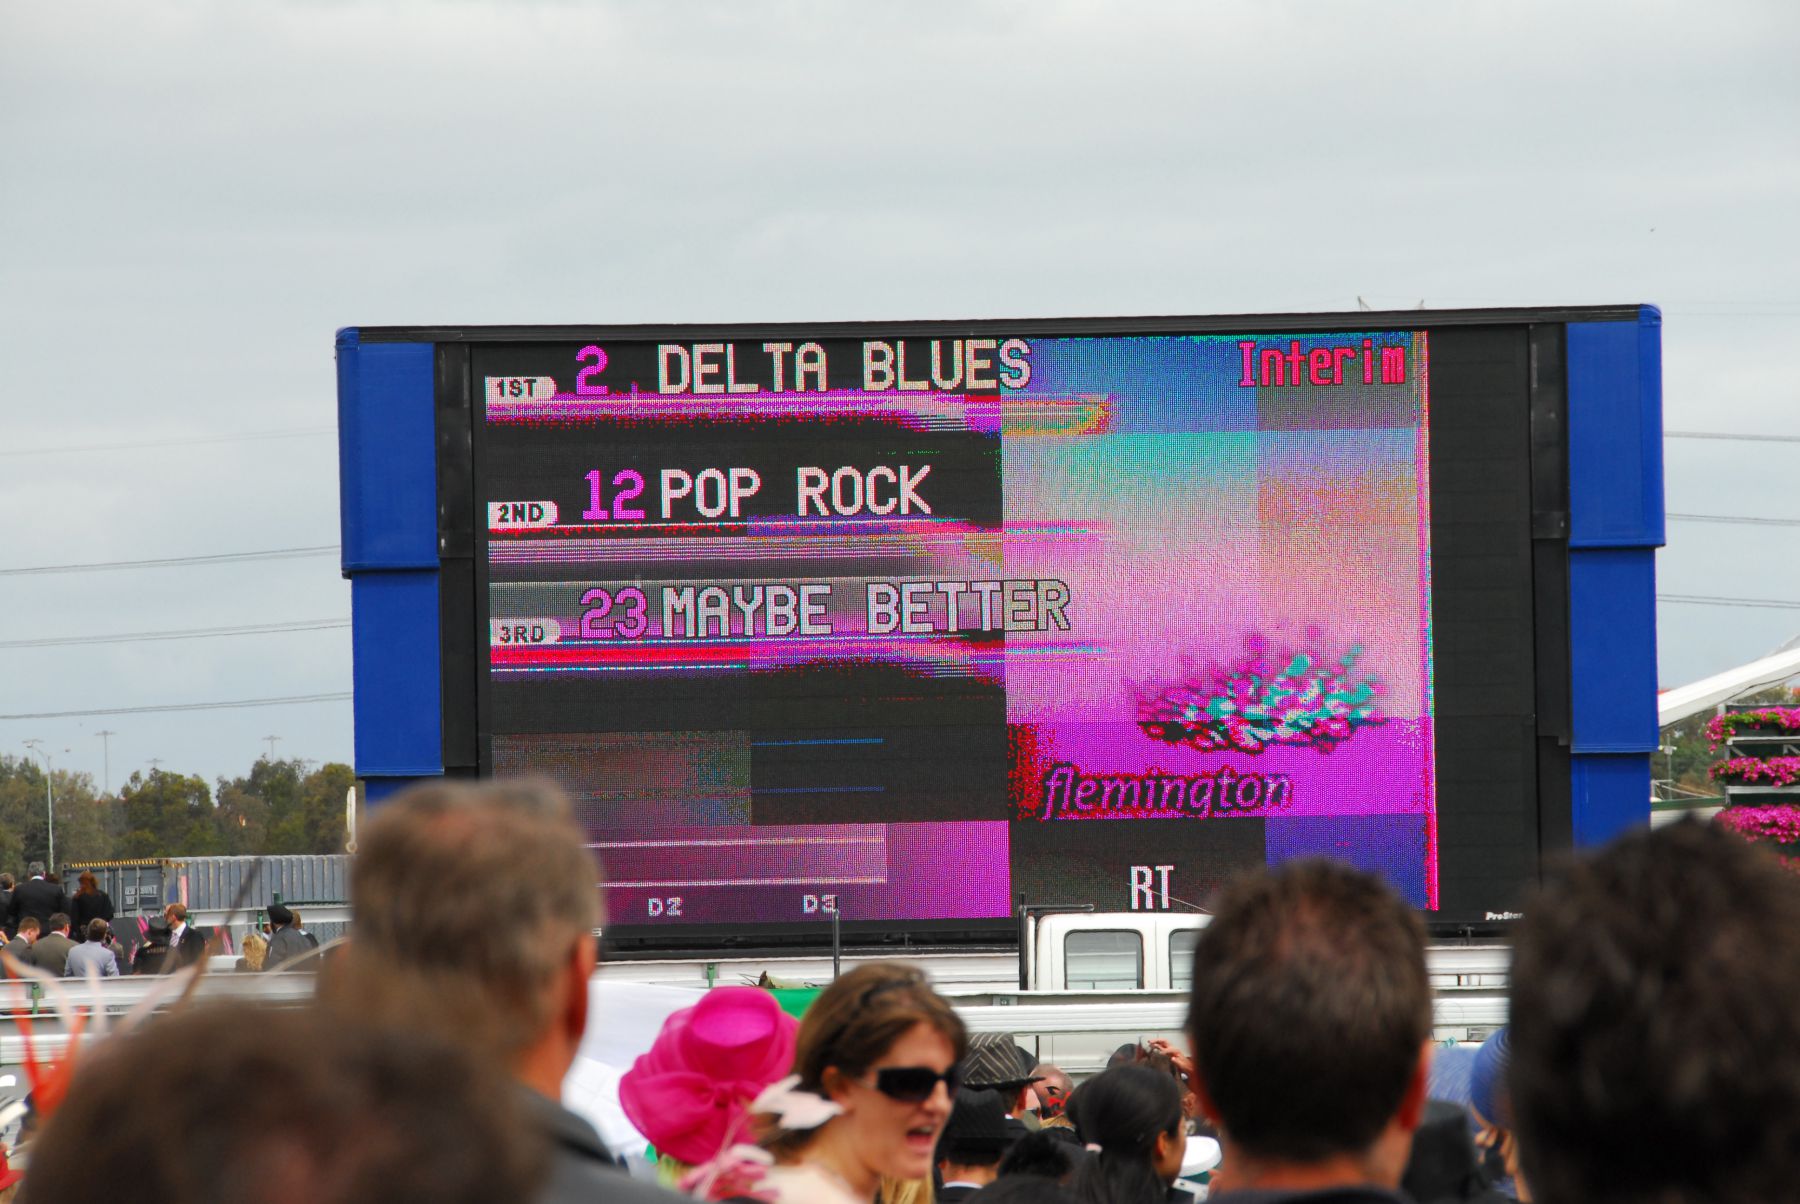 1ST 2 DELTA BLUES Interim
2ND 12 POP ROCK
3RD 23 MAYBE BETTER
flemington
RT
D2 D3